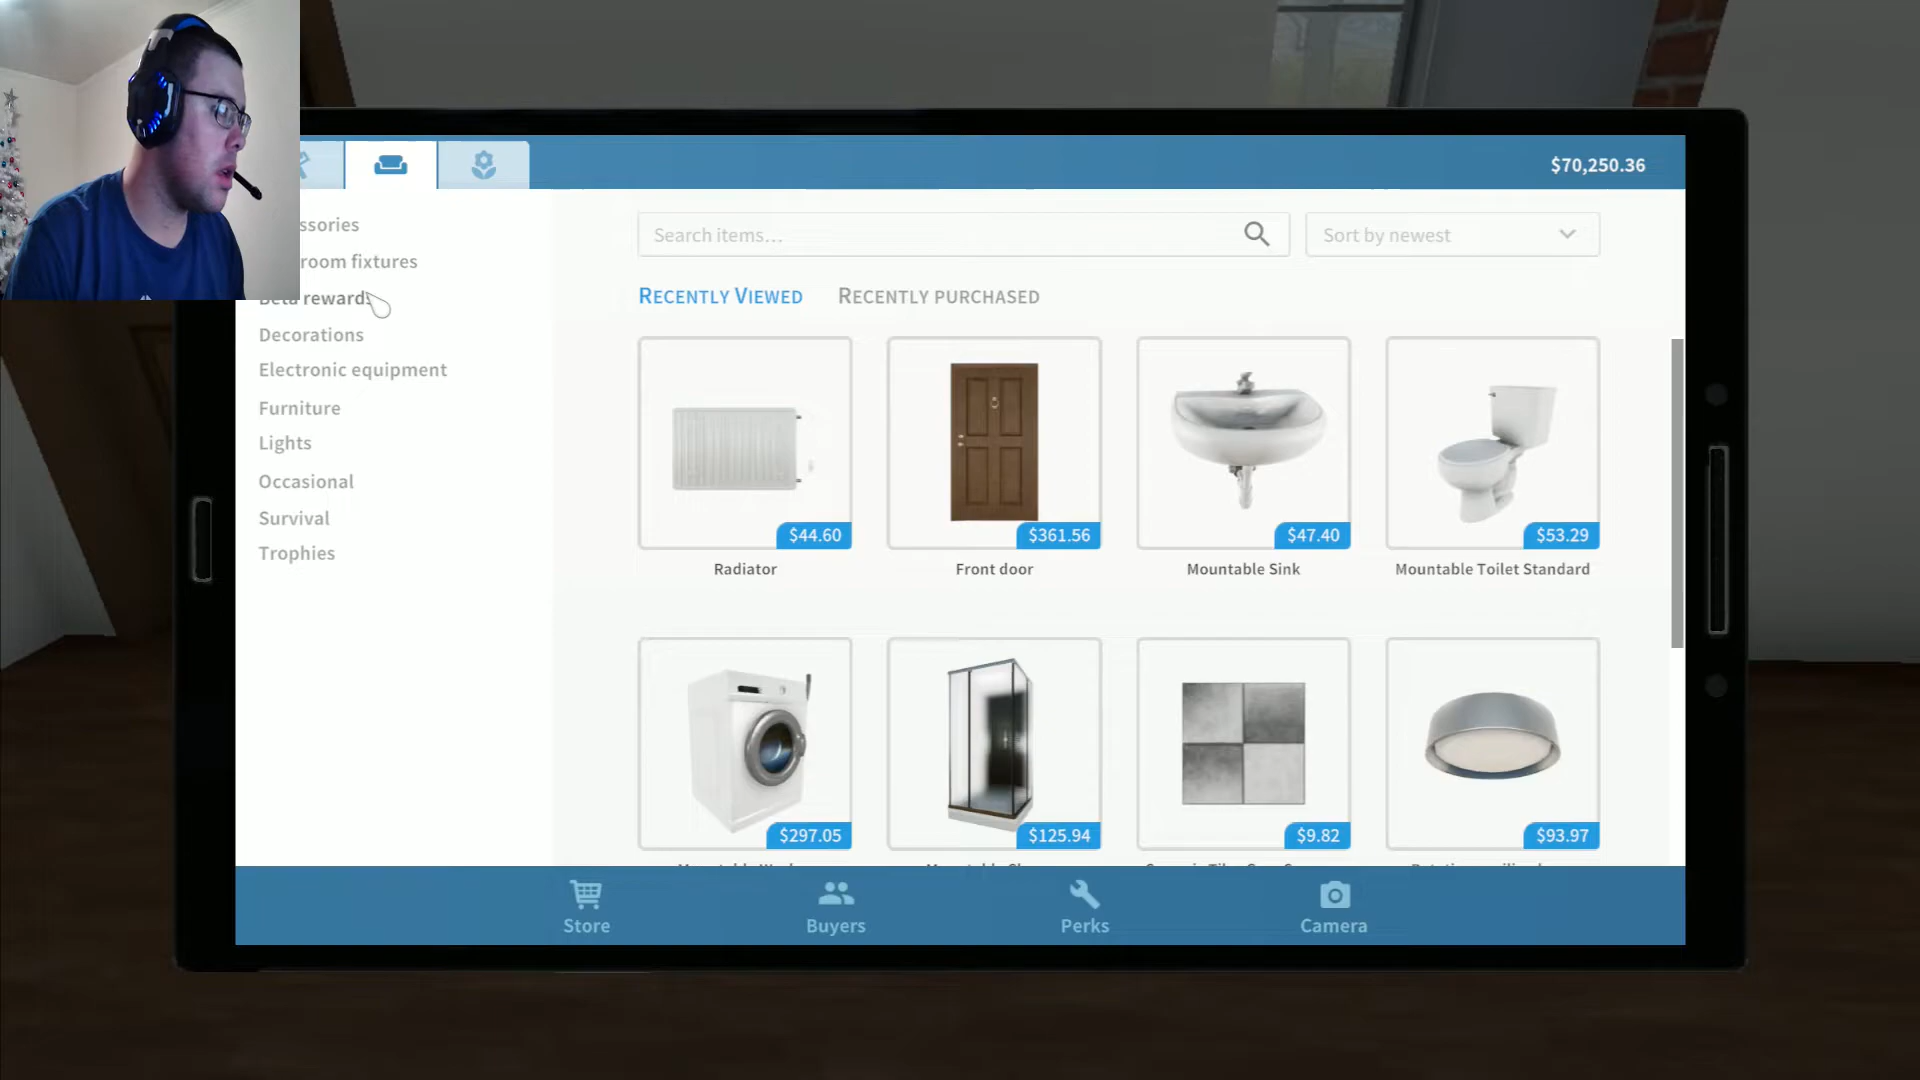 $70,250.36
ssories
room fixtures
Beta rewards
Decorations
Electronic equipment
Furniture
Lights
Occasional
Survival
Trophies
Search items...
Sort by newest
RECENTLY VIEWED
RECENTLY PURCHASED
$44.60
$361.56
$47.40
$53.29
Radiator
Front door
Mountable Sink
Mountable Toilet Standard
$297.05
$125.94
$9.82
$93.97
Store
Buyers
Perks
Camera